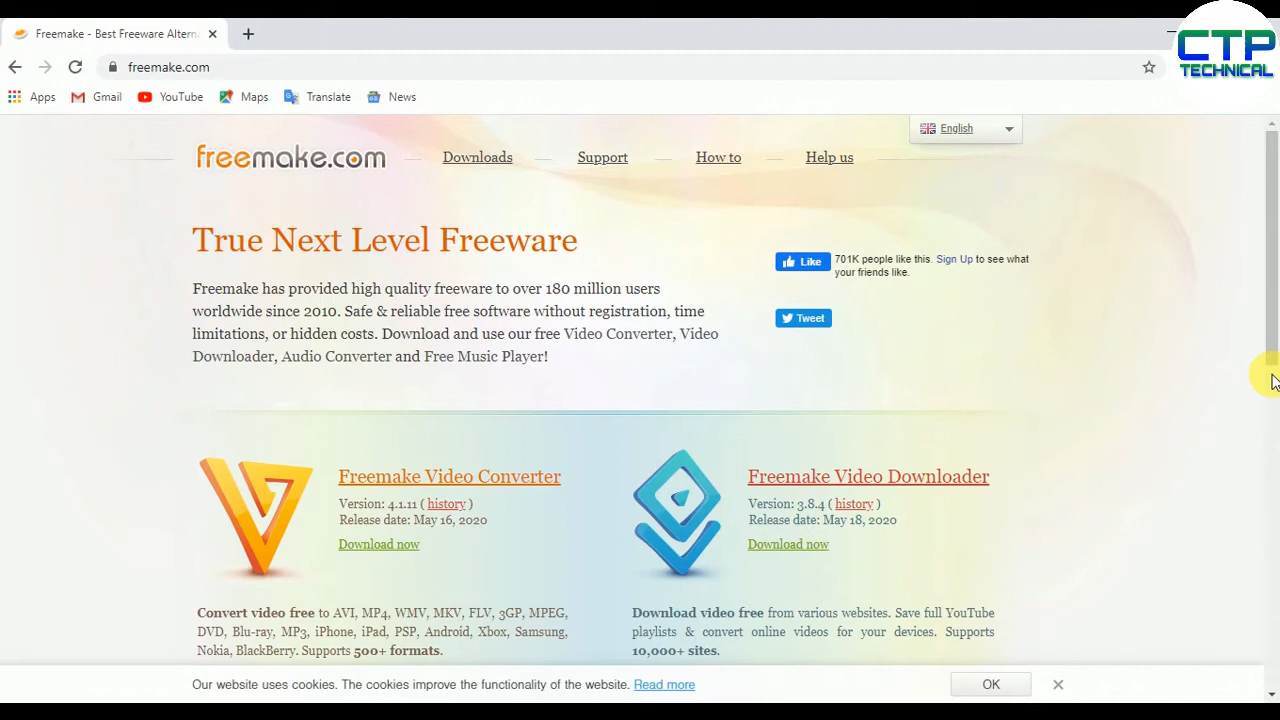 Freemake - Best Freeware Altern
CTP
TECHNICAL
freemake.com
Apps Gmail YouTube Maps Translate News
English
freemake.com Downloads Support How to Help us
True Next Level Freeware
Freemake has provided high quality freeware to over 180 million users
worldwide since 2010. Safe & reliable free software without registration, time
limitations, or hidden costs. Download and use our free Video Converter, Video
Downloader, Audio Converter and Free Music Player!
Like 701K people like this. Sign Up to see what
your friends like.
Tweet
Freemake Video Converter
Version: 4.1.11 ( history )
Release date: May 16, 2020
Download now
Convert video free to AVI, MP4, WMV, MKV, FLV, 3GP, MPEG,
DVD, Blu-ray, MP3, iPhone, iPad, PSP, Android, Xbox, Samsung,
Nokia, BlackBerry. Supports 500+ formats.
Freemake Video Downloader
Version: 3.8.4 ( history )
Release date: May 18, 2020
Download now
Download video free from various websites. Save full YouTube
playlists & convert online videos for your devices. Supports
10,000+ sites.
Our website uses cookies. The cookies improve the functionality of the website. Read more OK